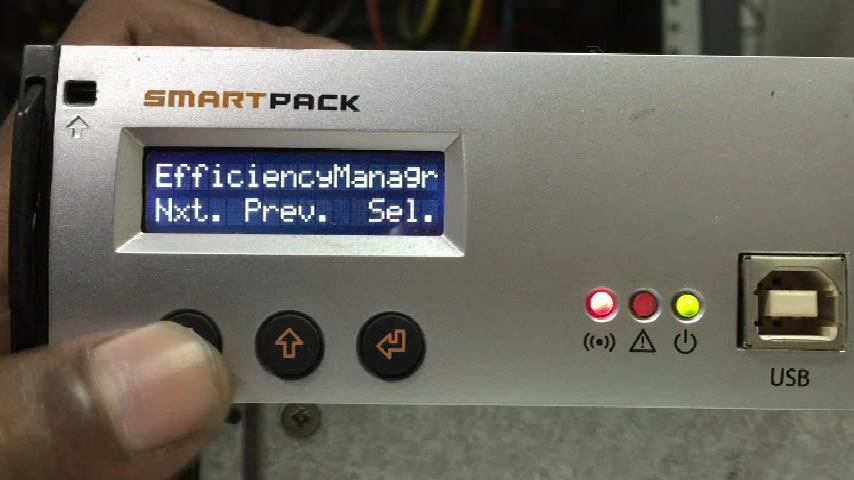 SMARTPACK
EfficiencyManagr
Nxt. Prev. Sel.
USB